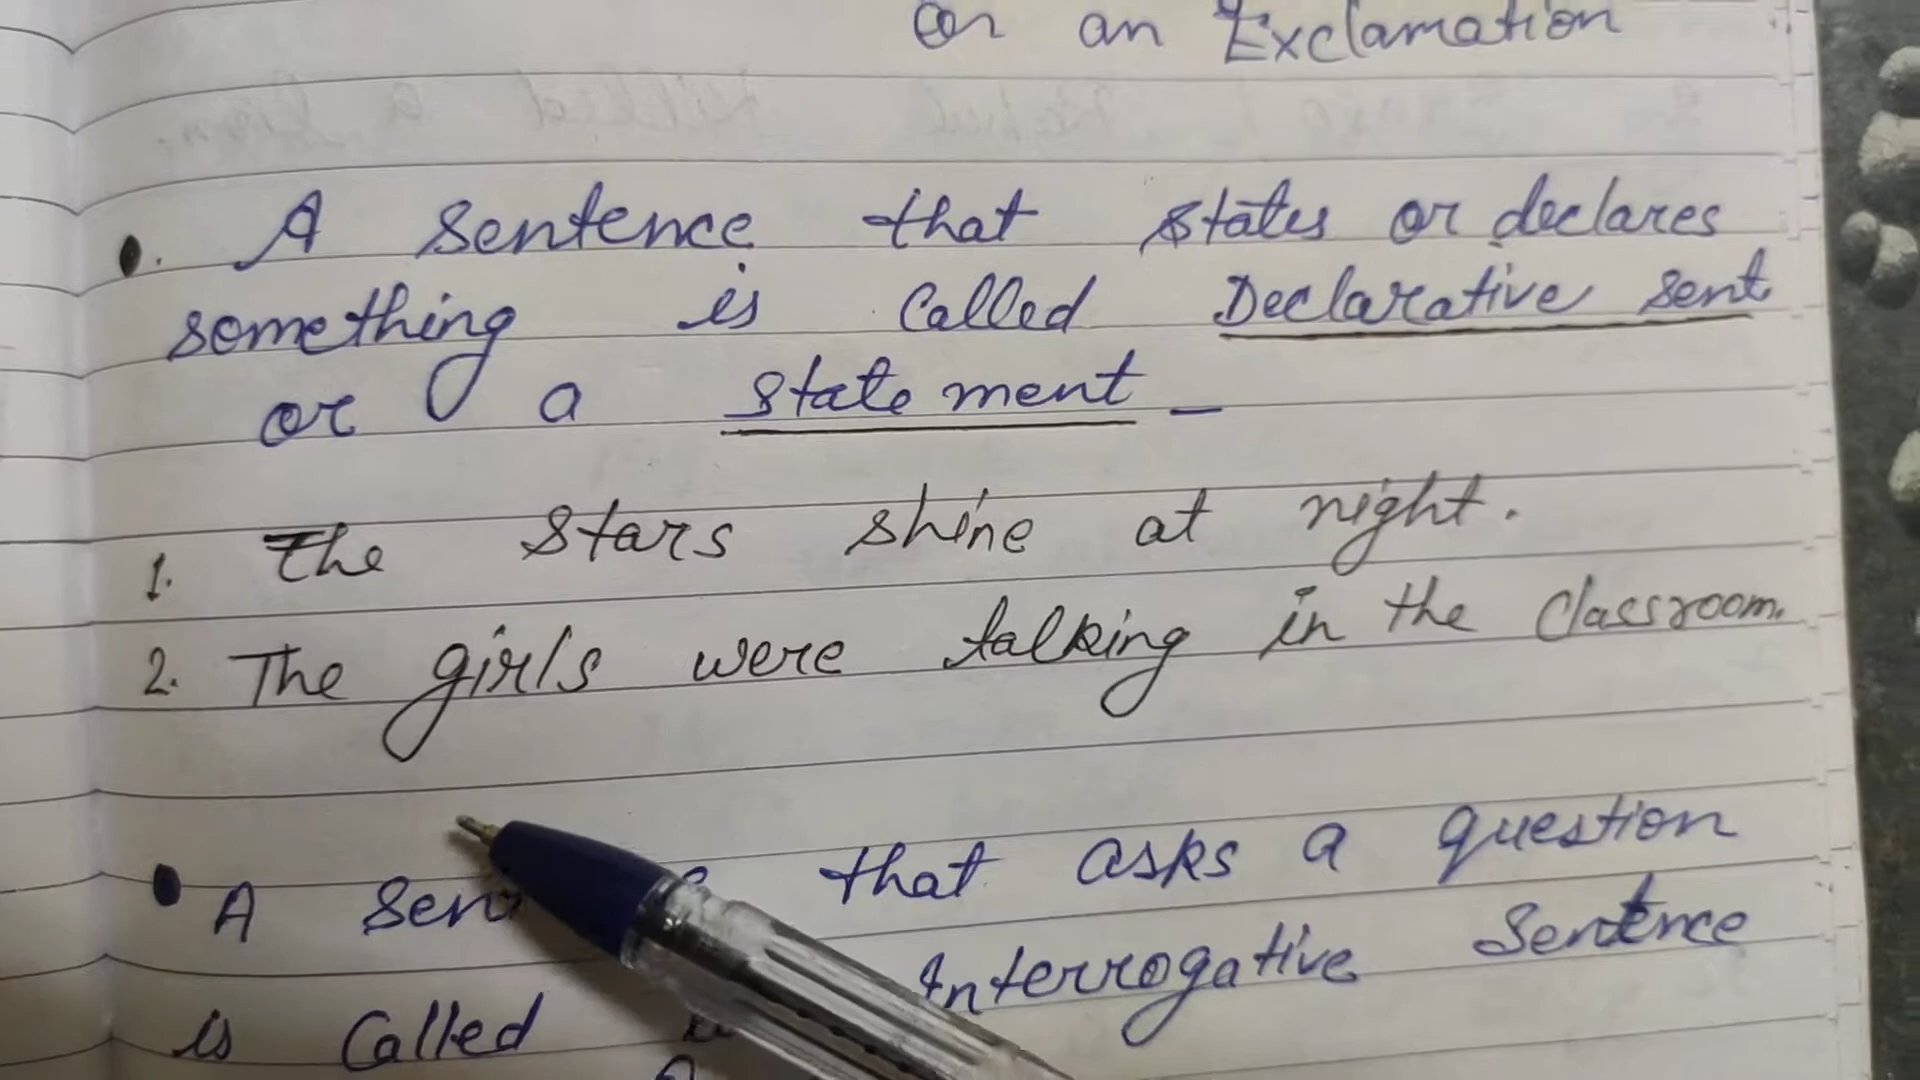 or an Exclamation
. A sentence that states or declares
something is Called Declarative sent
or a statement –
1. The stars shine at night.
2. The girls were talking in the classroom.
A that asks a question
is Called Interrogative Sentence